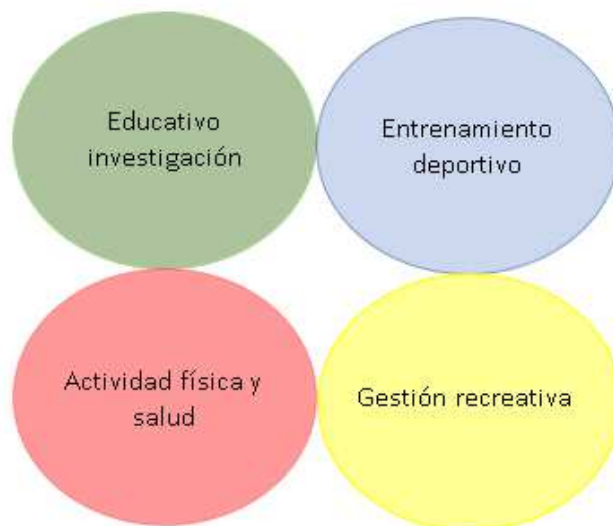 Educativo
investigación
Entrenamiento
deportivo
Actividad física y
salud
Gestión recreativa